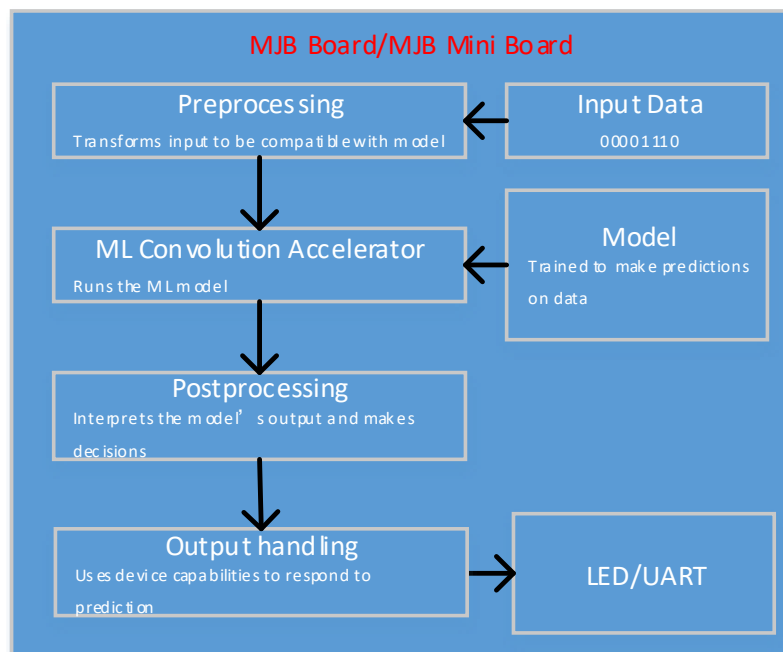 MJB Board/MJB Mini Board
Preprocessing
Transforms input to be compatible with model
Input Data
00001110
ML Convolution Accelerator
Runs the ML model
Model
Trained to make predictions
on data
Postprocessing
Interprets the model's output and makes
decisions
Output handling
Uses device capabilities to respond to
prediction
LED/UART